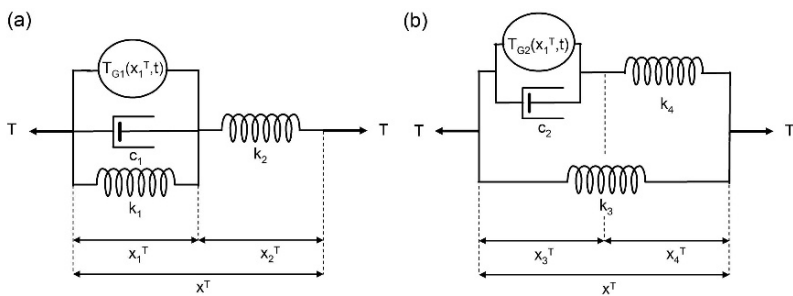 (a)
T_G1(x_1^T,t)
T
T
c_1
k_2
k_1
x_1^T
x_2^T
x^T
(b)
T_G2(x_1^T,t)
k_4
c_2
T
T
k_3
x_3^T
x_4^T
x^T